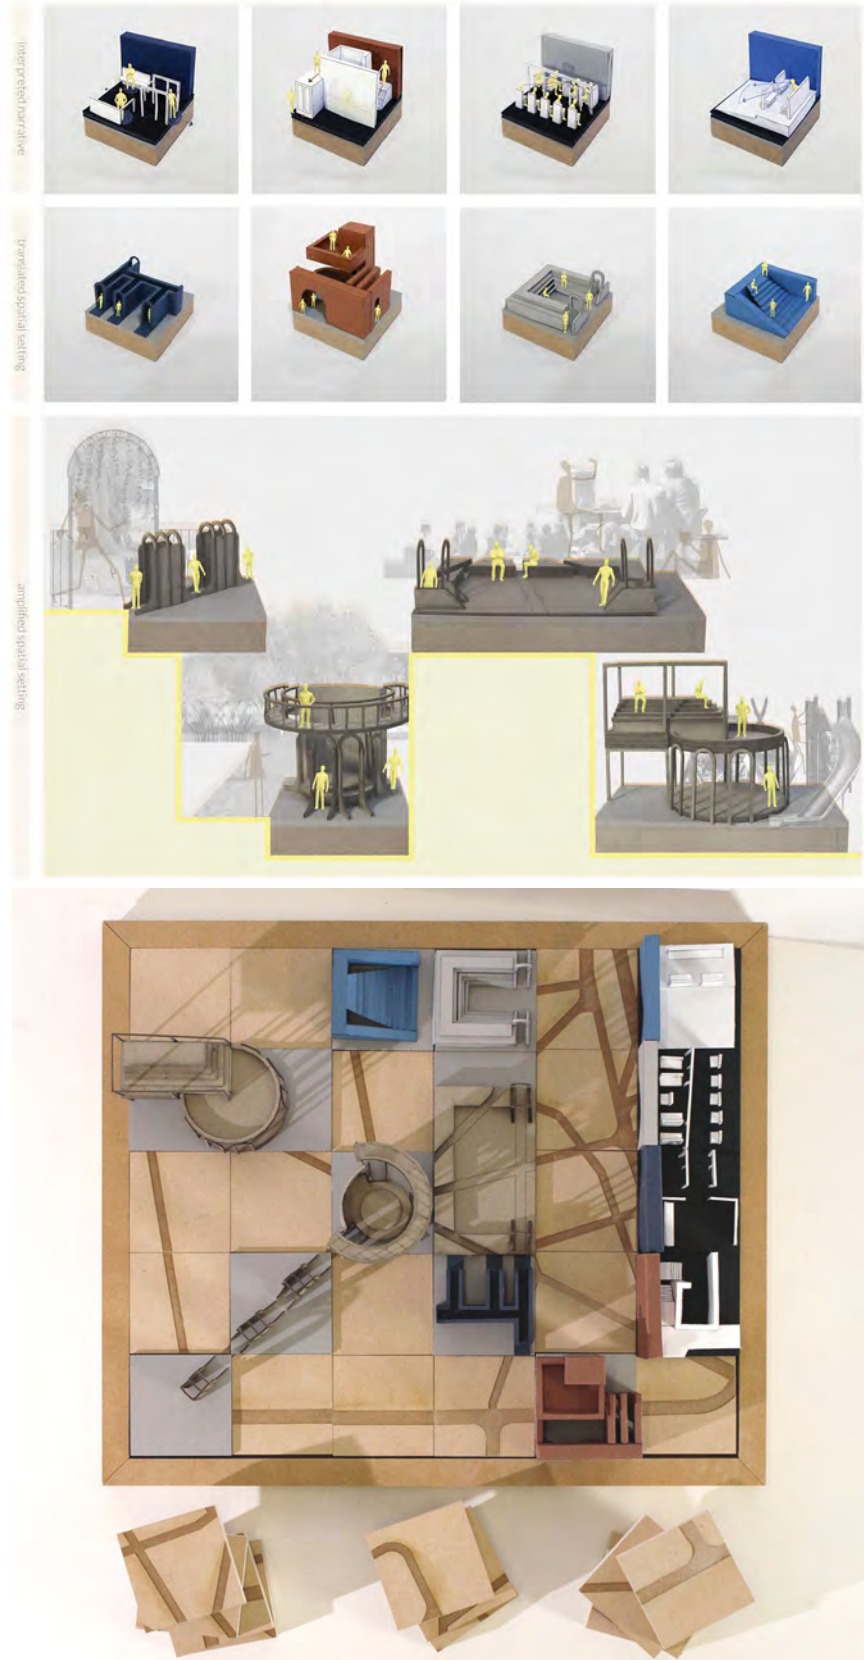 interpreted narrative
translated spatial setting
amplified spatial setting